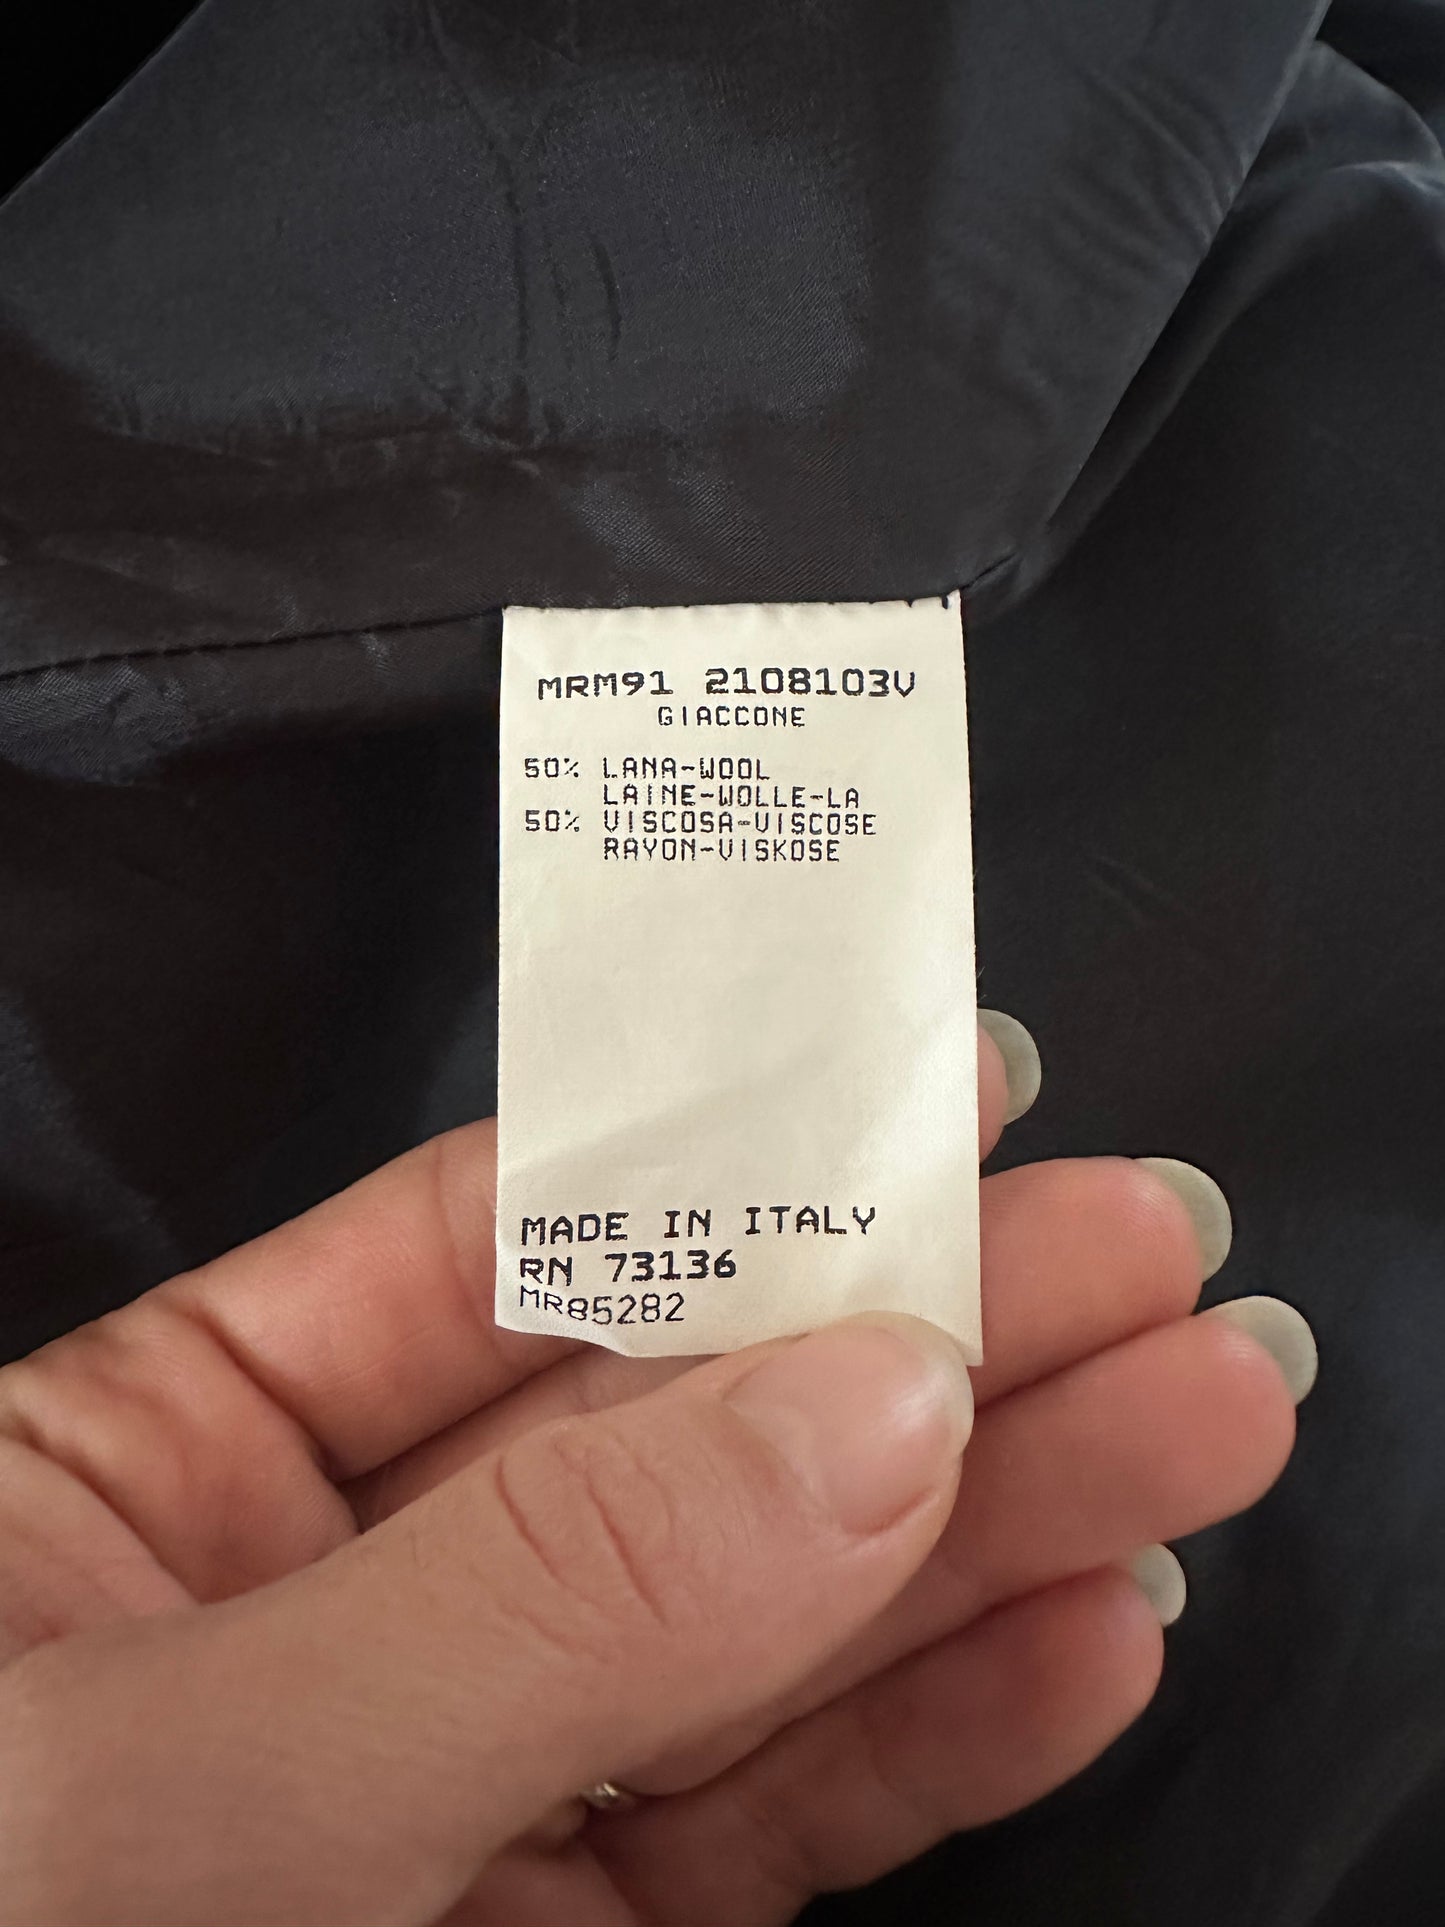 MRM91 2108103V
GIACCONE
50% LANA-WOOL
LAINE-WOLLE-LA
50% VISCOSA-VISCOSE
RAYON-VISKOSE
MADE IN ITALY
RN 73136
MR85282